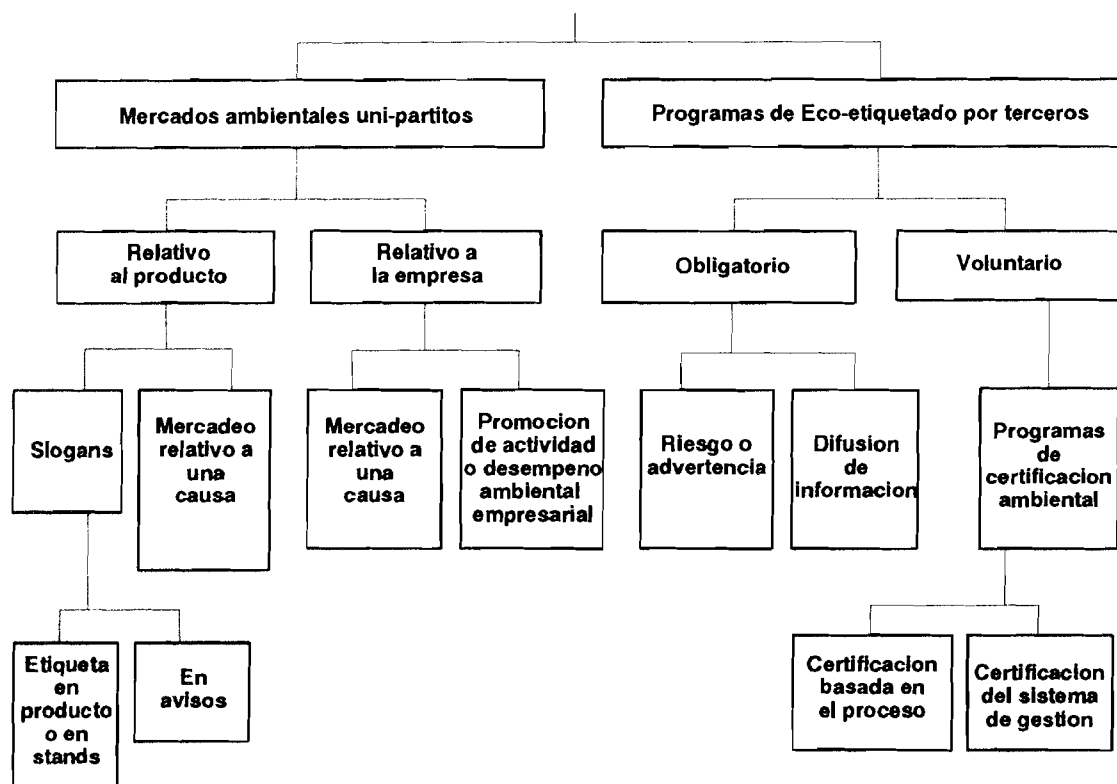 Mercados ambientales uni-partitos
Programas de Eco-etiquetado por terceros
Relativo
al producto
Relativo a
la empresa
Obligatorio
Voluntario
Slogans
Mercadeo
relativo a
una
causa
Mercadeo
relativo a
una
causa
Promocion
de actividad
o desempeno
ambiental
empresarial
Riesgo o
advertencia
Difusion
de
informacion
Programas
de
certificacion
ambiental
Etiqueta
en
producto
o en
stands
En
avisos
Certificacion
basada en
el proceso
Certificacion
del sistema
de gestion